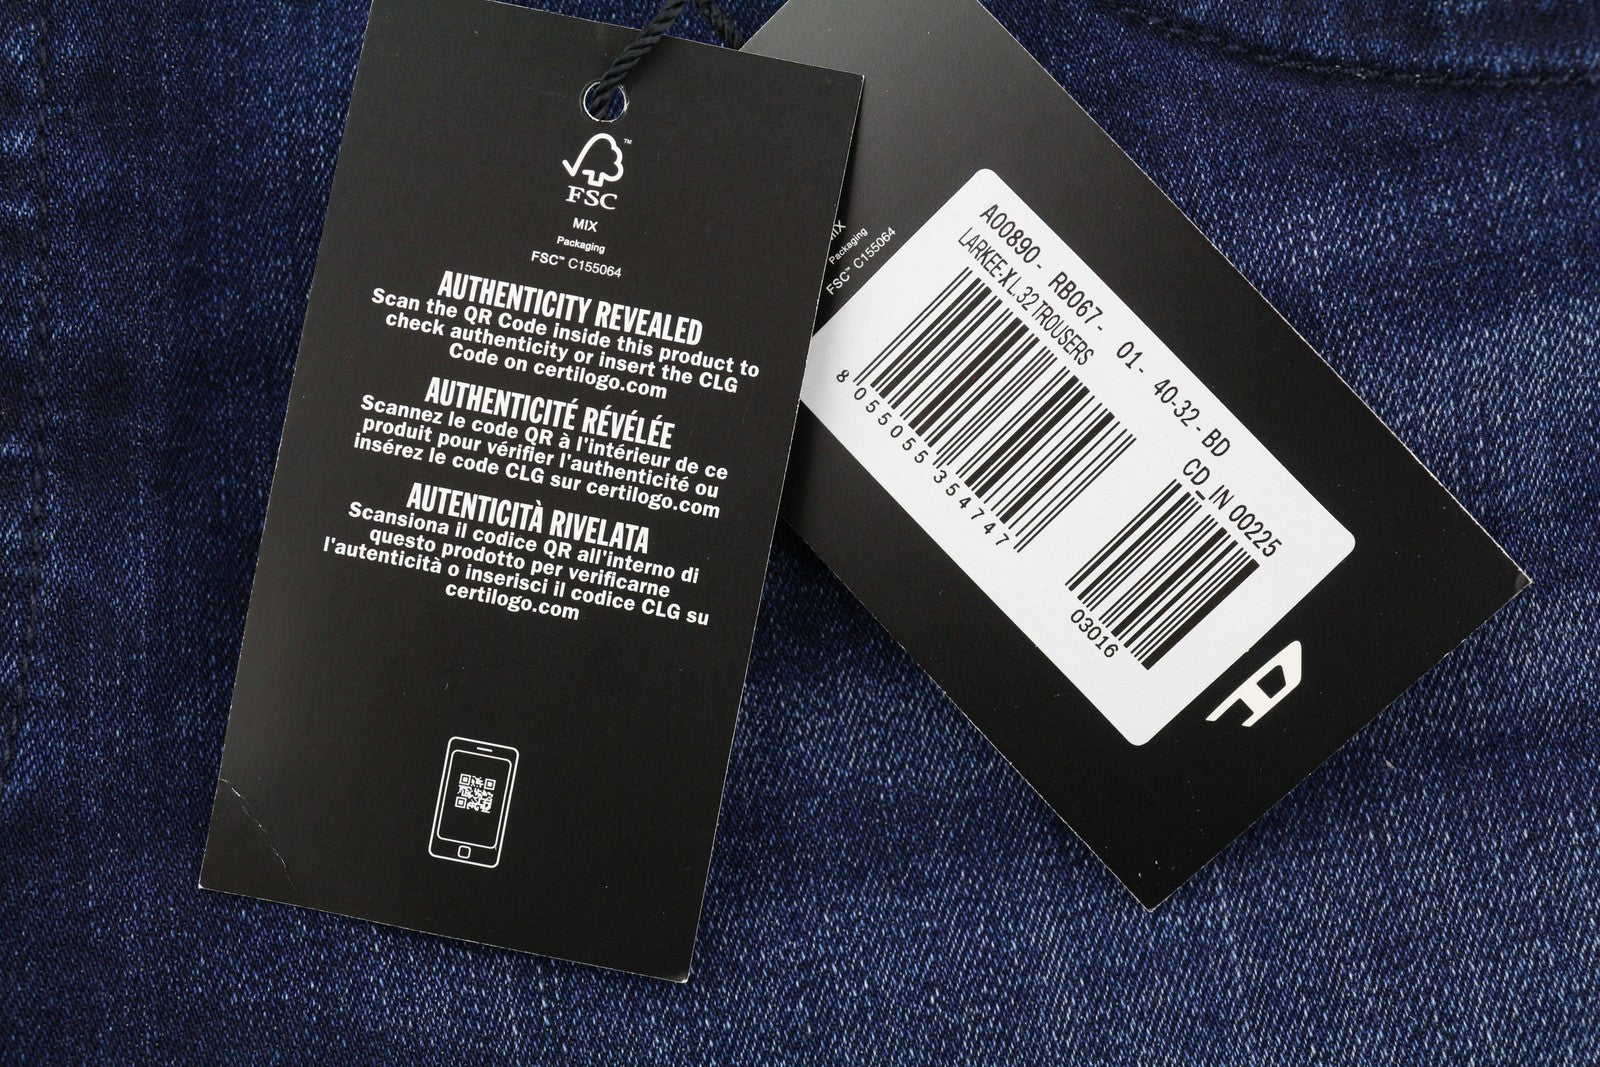 FSC™
MIX
Packaging
FSC™ C155064
AUTHENTICITY REVEALED
Scan the QR Code inside this product to
check authenticity or insert the CLG
Code on certilogo.com
AUTHENTICITÉ RÉVÉLÉE
Scannez le code QR à l'intérieur de ce
produit pour vérifier l'authenticité ou
insérez le code CLG sur certilogo.com
AUTENTICITÀ RIVELATA
Scansiona il codice QR all'interno di
questo prodotto per verificarne
l'autenticità o inserisci il codice CLG su
certilogo.com
MIX
Packaging
FSC™ C155064
A00890- RB067- 01- 40-32- BD
LARKEE-X L.32 TROUSERS
8055055354747
CD_IN 00225
03016
D